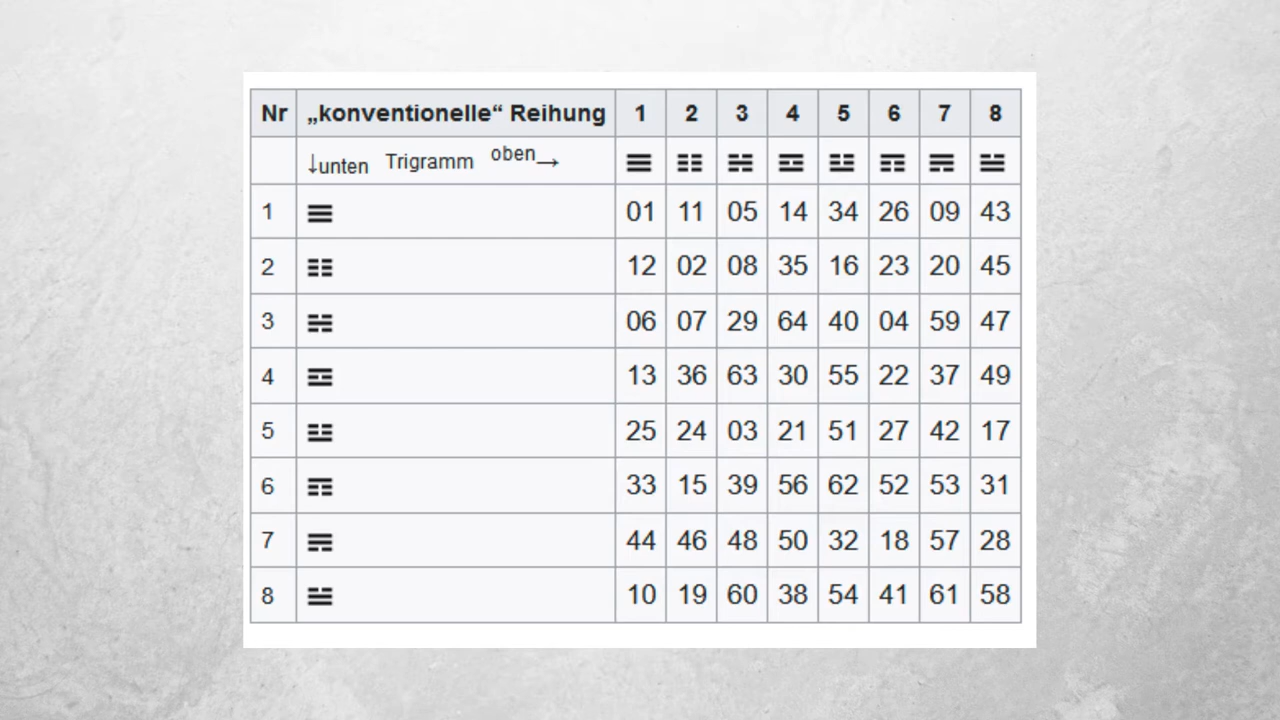 Nr „konventionelle“ Reihung 1 2 3 4 5 6 7 8
↓unten Trigramm oben→ ☰ ☷ ☵ ☲ ☳ ☶ ☴ ☱
1 ☰ 01 11 05 14 34 26 09 43
2 ☷ 12 02 08 35 16 23 20 45
3 ☵ 06 07 29 64 40 04 59 47
4 ☲ 13 36 63 30 55 22 37 49
5 ☳ 25 24 03 21 51 27 42 17
6 ☶ 33 15 39 56 62 52 53 31
7 ☴ 44 46 48 50 32 18 57 28
8 ☱ 10 19 60 38 54 41 61 58